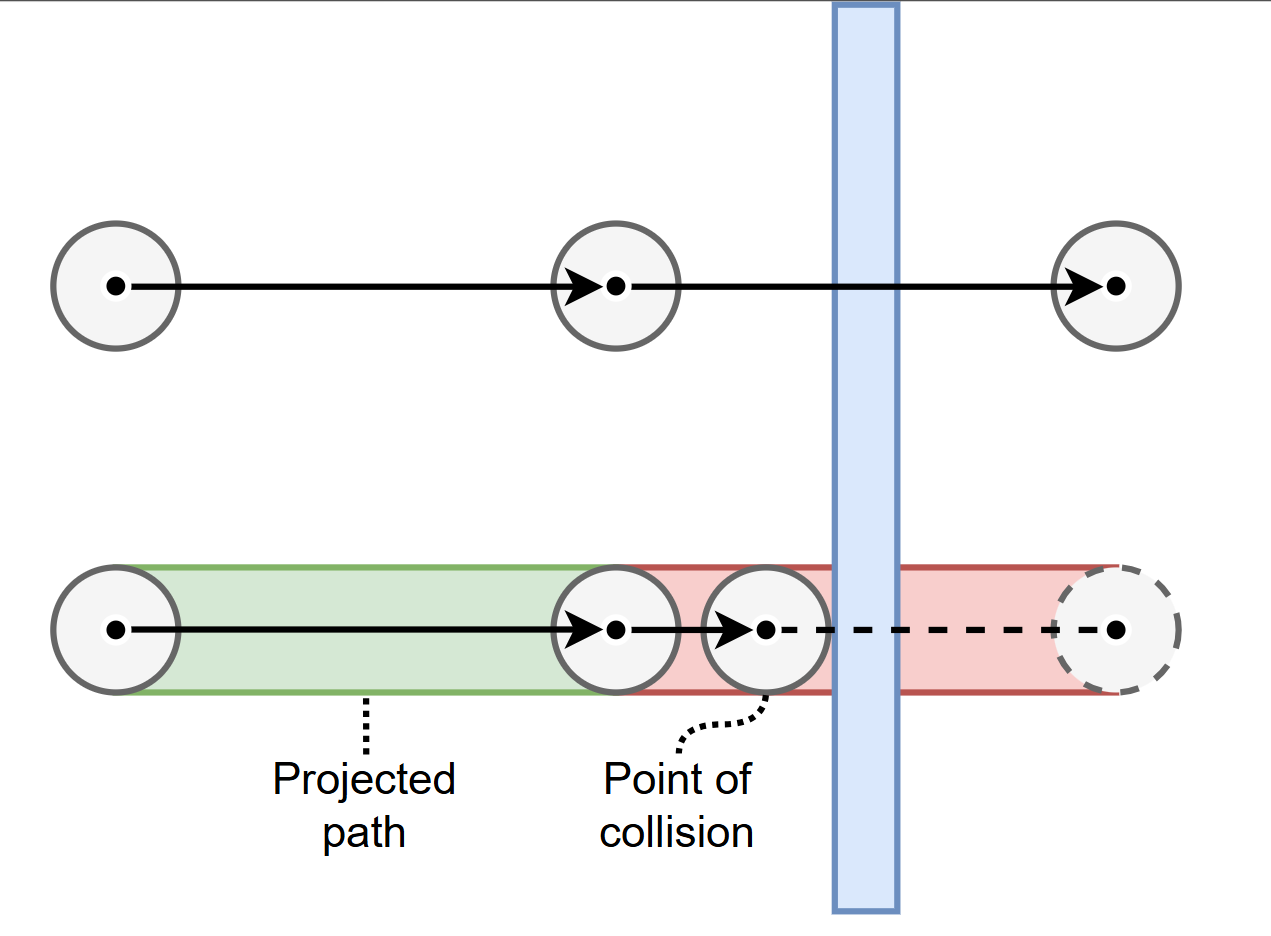 Projected
path
Point of
collision